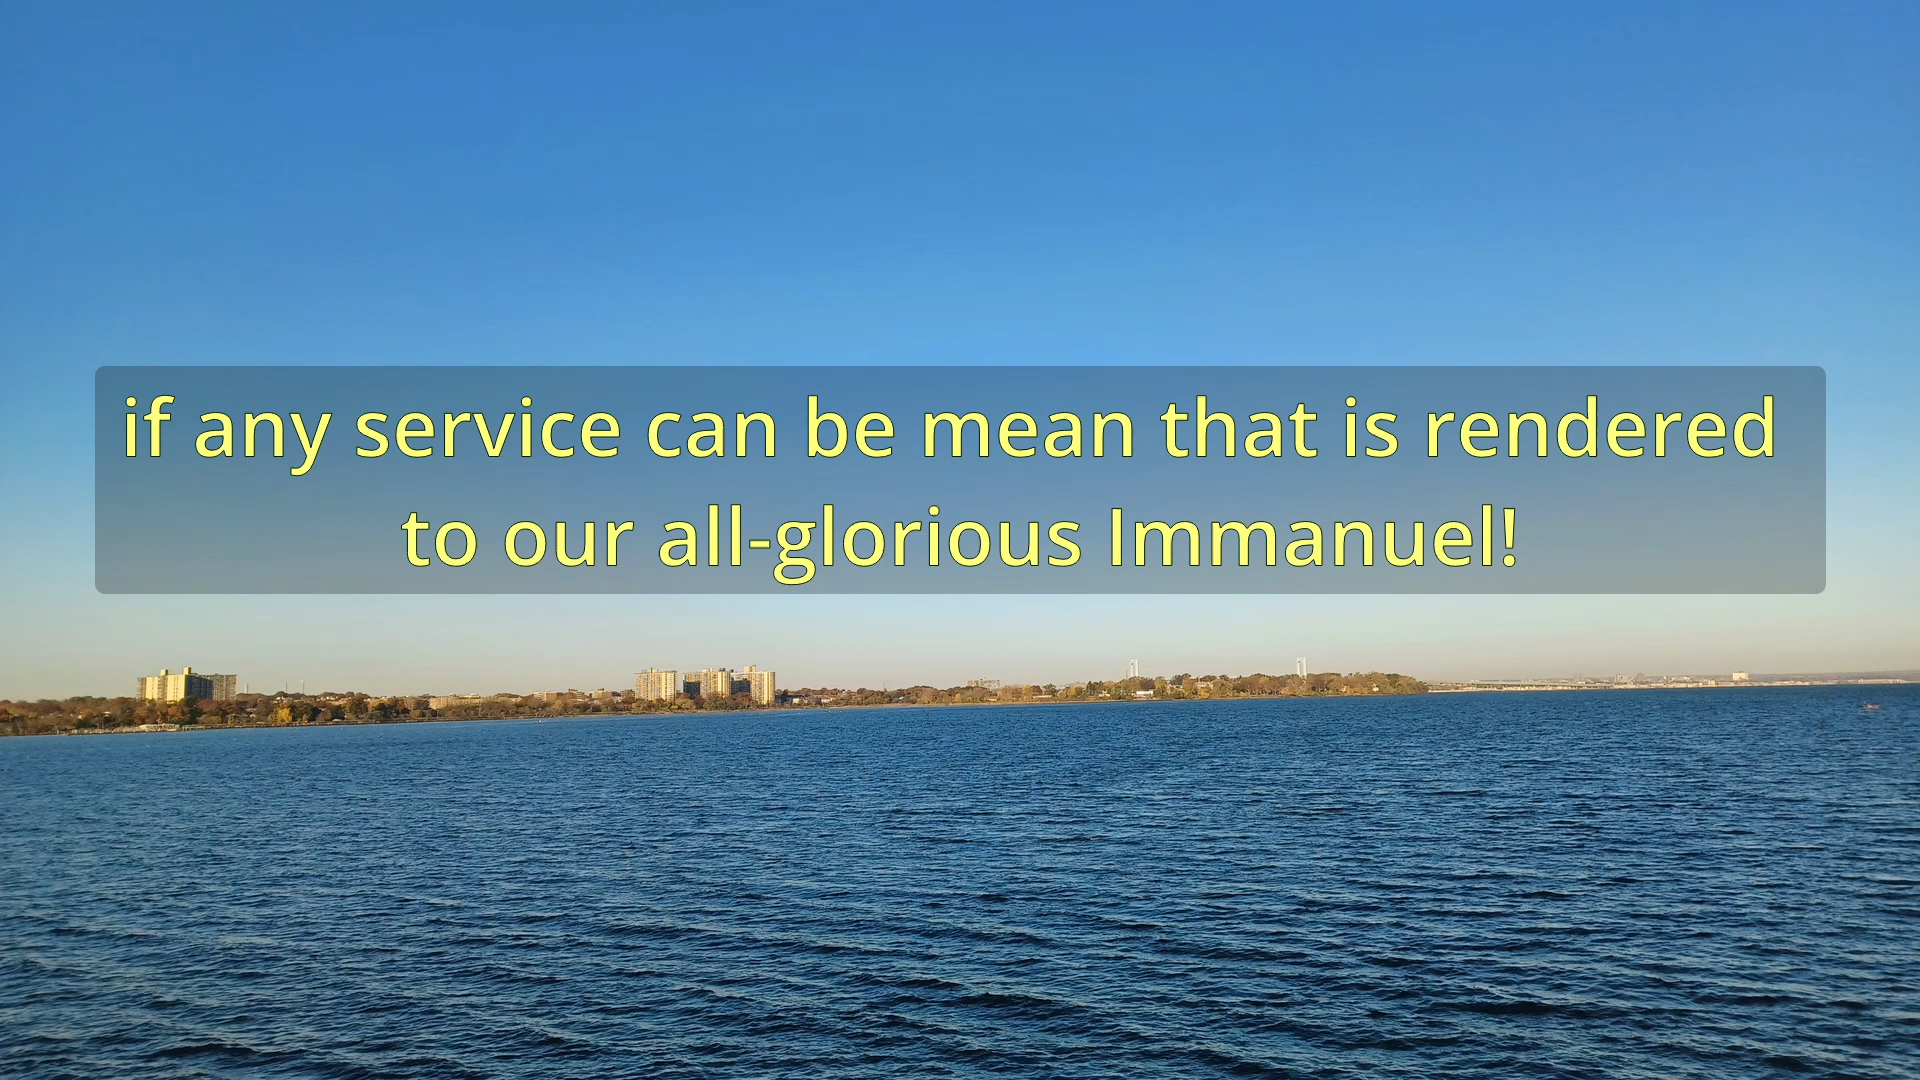 if any service can be mean that is rendered
to our all-glorious Immanuel!